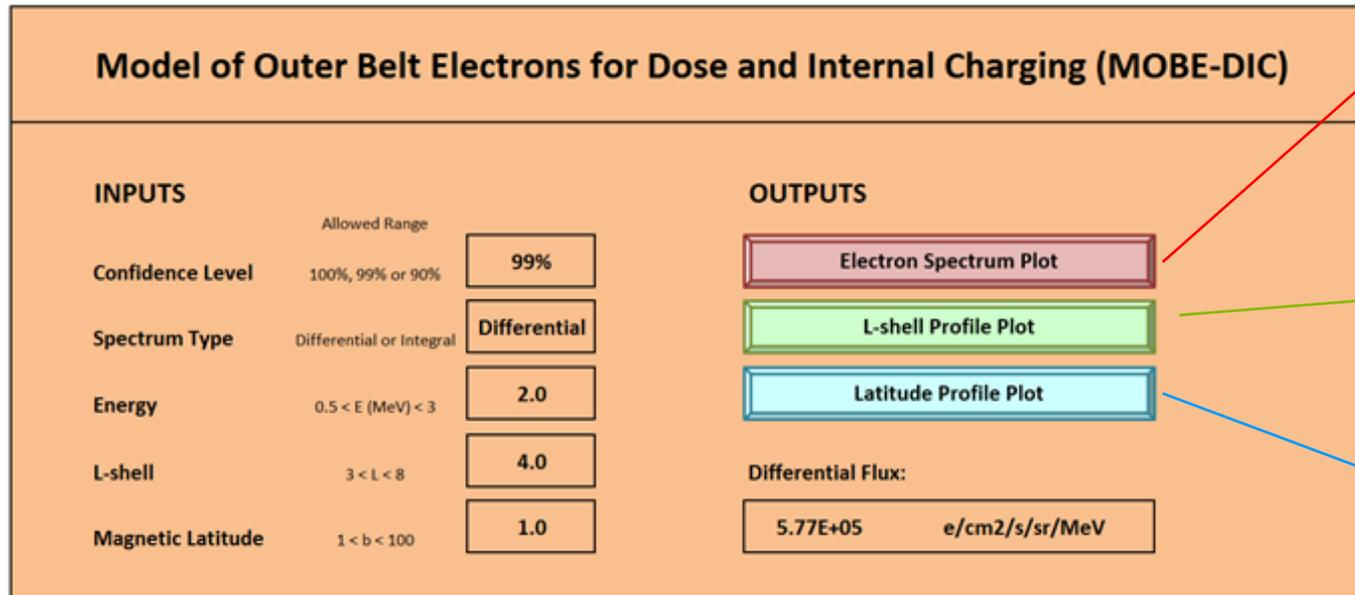 Model of Outer Belt Electrons for Dose and Internal Charging (MOBE-DIC)
INPUTS
Allowed Range
Confidence Level 100%, 99% or 90% 99%
Spectrum Type Differential or Integral Differential
Energy 0.5 < E (MeV) < 3 2.0
L-shell 3 < L < 8 4.0
Magnetic Latitude 1 < b < 100 1.0
OUTPUTS
Electron Spectrum Plot
L-shell Profile Plot
Latitude Profile Plot
Differential Flux:
5.77E+05 e/cm2/s/sr/MeV